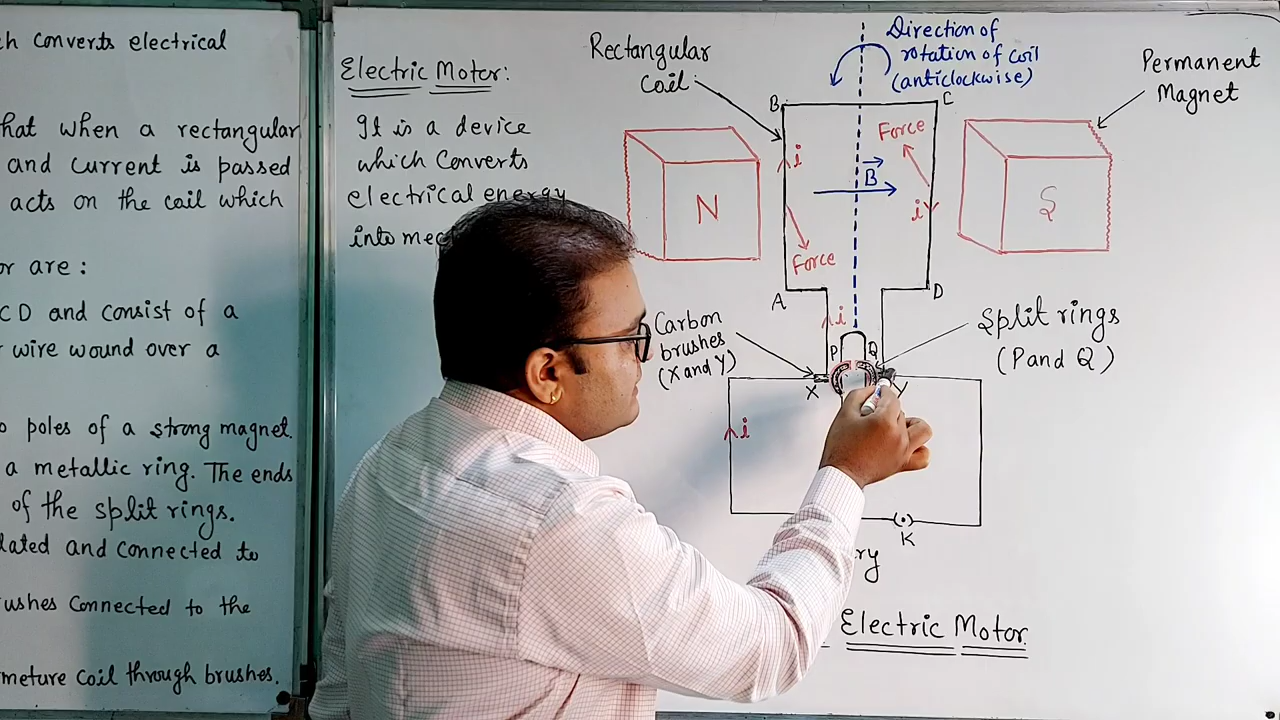 ch converts electrical
hat when a rectangular
and current is passed
acts on the coil which
or are :
CD and consist of a
wire wound over a
o poles of a strong magnet.
a metallic ring. The ends
of the split rings.
lated and connected to
ushes connected to the
meture coil through brushes.
Electric Motor:
It is a device
which converts
electrical energy
into mec
Rectangular
Coil
Direction of
rotation of coil
(anticlockwise)
Permanent
Magnet
B
C
Force
i
B
N
i
S
Force
A
D
i
Carbon
brushes
(X and Y)
P
Q
Split rings
(P and Q)
X
Y
i
K
ry
Electric Motor